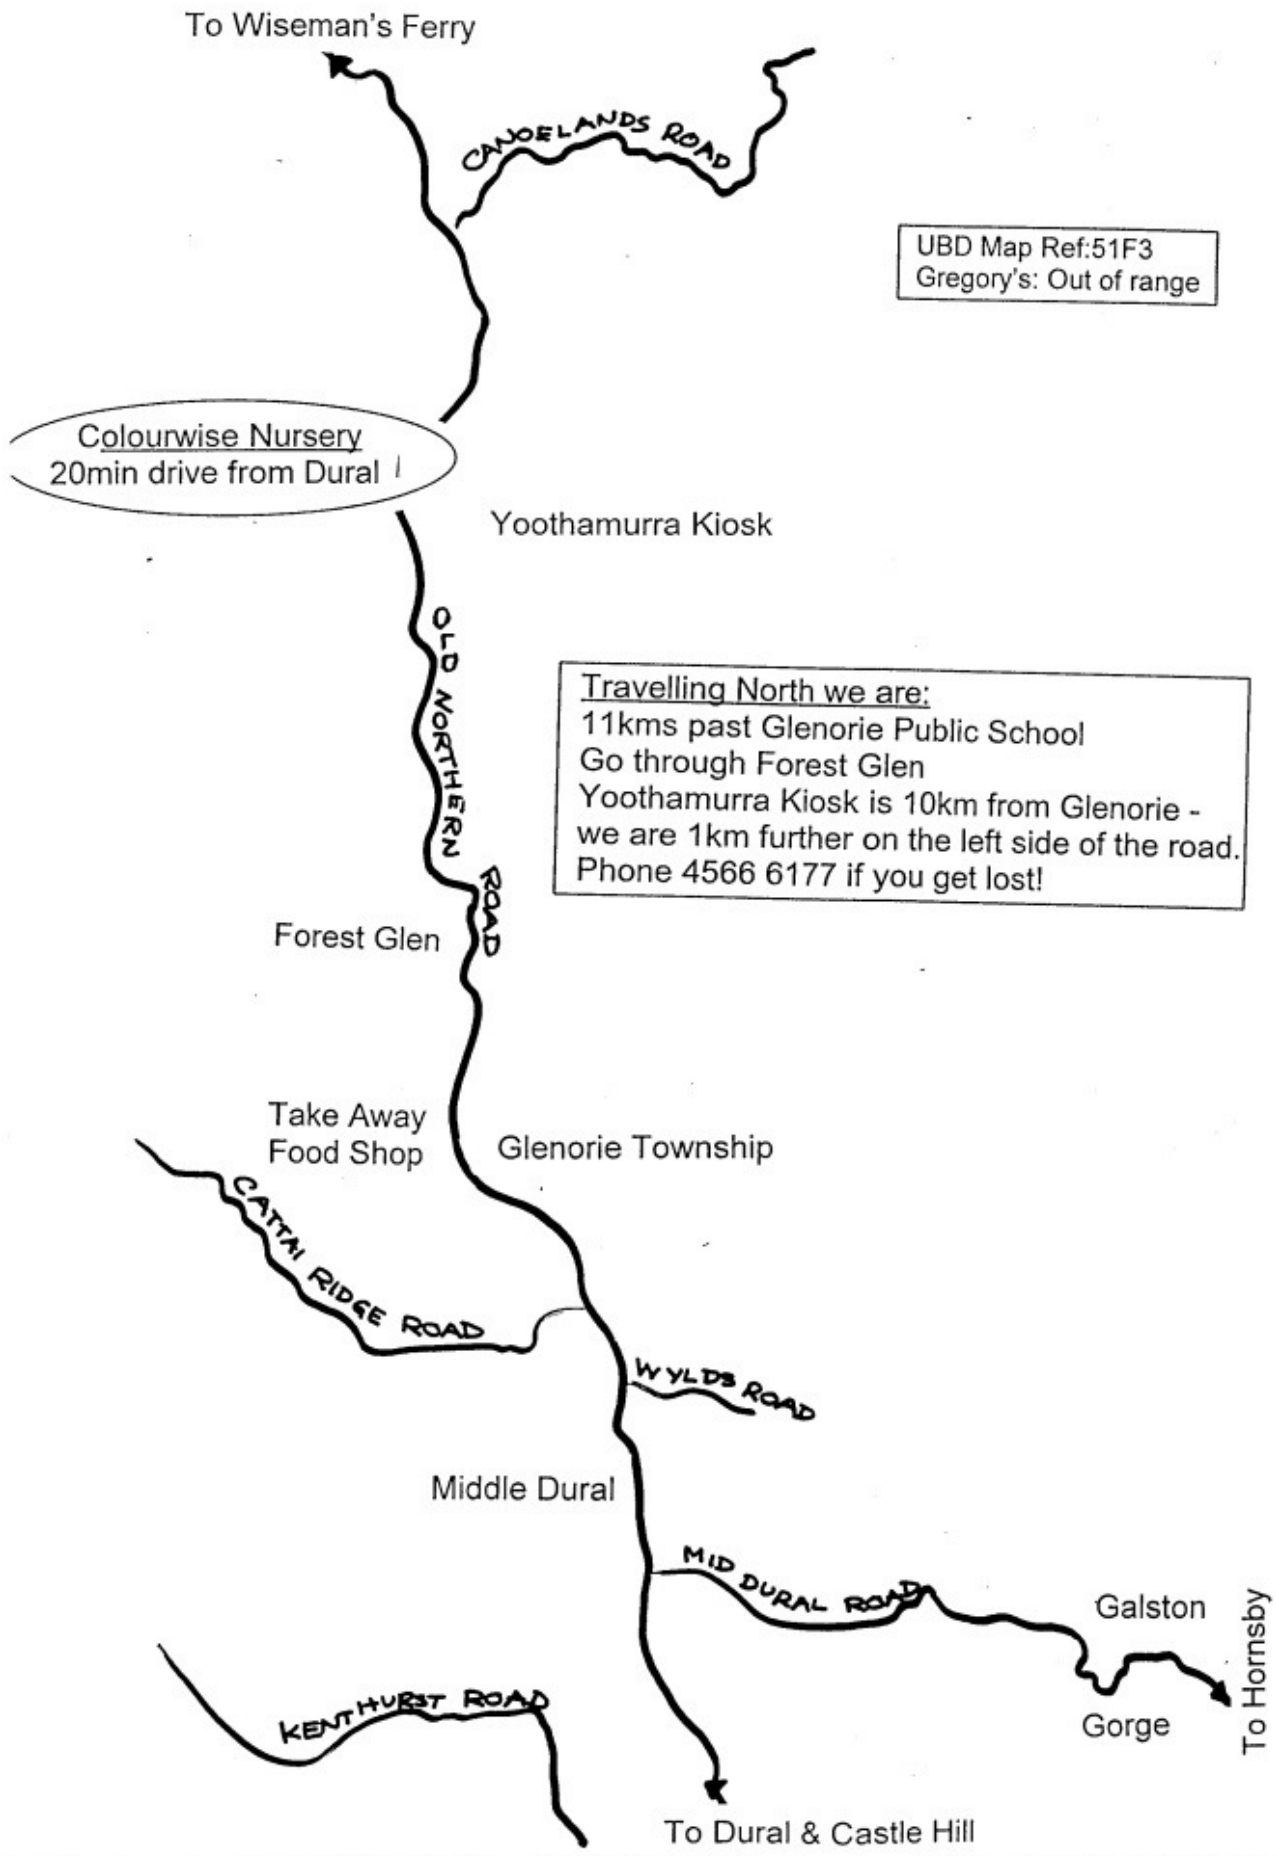 To Wiseman's Ferry
CANOELANDS ROAD
UBD Map Ref:51F3
Gregory's: Out of range
Colourwise Nursery
20min drive from Dural
Yoothamurra Kiosk
OLD NORTHERN ROAD
Travelling North we are:
11kms past Glenorie Public School
Go through Forest Glen
Yoothamurra Kiosk is 10km from Glenorie -
we are 1km further on the left side of the road.
Phone 4566 6177 if you get lost!
Forest Glen
Take Away
Food Shop
Glenorie Township
CATTAI RIDGE ROAD
WYLDS ROAD
Middle Dural
MID DURAL ROAD
Galston
Gorge
To Hornsby
KENTHURST ROAD
To Dural & Castle Hill